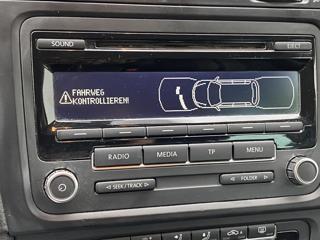 SOUND
EJECT
FAHRWEG
KONTROLLIEREN!
RADIO
MEDIA
TP
MENU
SEEK / TRACK
FOLDER